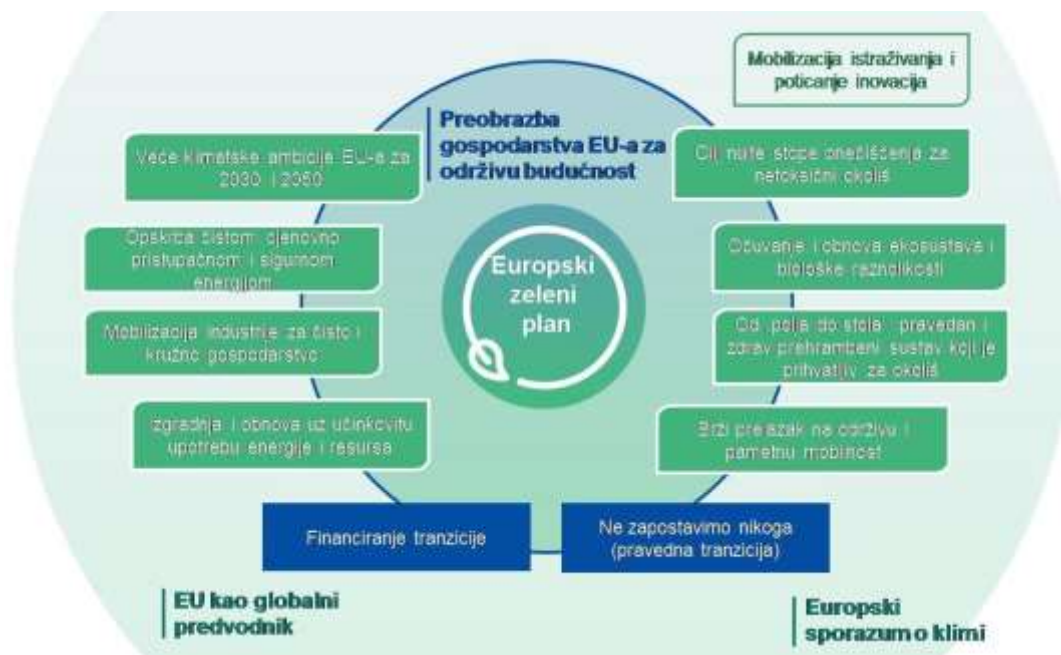 Mobilizacija istraživanja i
poticanje inovacija
Preobrazba
gospodarstva EU-a za
održivu budućnost
Veće klimatske ambicije EU-a za
2030 i 2050
Cilj nulte stope onečišćenja za
netoksični okoliš
Opskrba čistom cjenovno
pristupačnom i sigurnom
energijom
Očuvanje i obnova ekosustava i
biološke raznolikosti
Europski
zeleni
plan
Mobilizacija industrije za čisto i
kružno gospodarstvo
Od polja do stola pravedan i
zdrav prehrambeni sustav koji je
prihvatljiv za okoliš
Izgradnja i obnova uz učinkovitu
upotrebu energije i resursa
Brži prelazak na održivu i
pametnu mobilnost
Financiranje tranzicije
Ne zapostavimo nikoga
(pravedna tranzicija)
EU kao globalni
predvodnik
Europski
sporazum o klimi